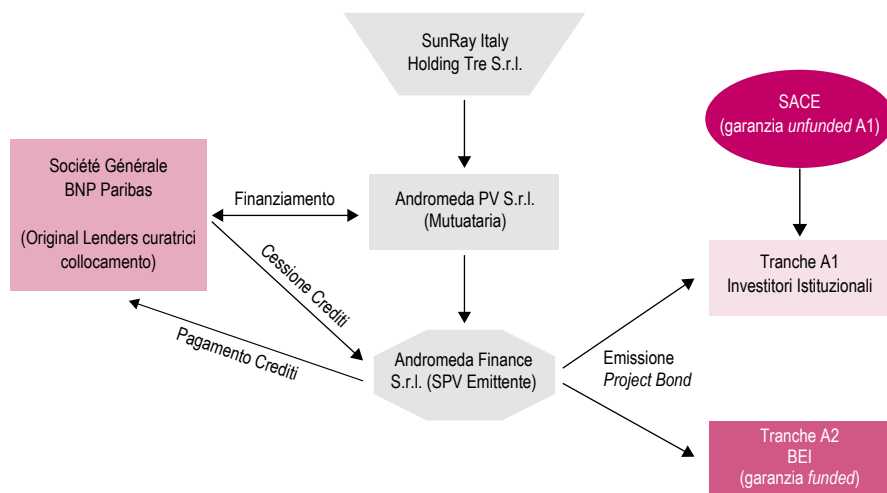 SunRay Italy
Holding Tre S.r.l.
SACE
(garanzia unfunded A1)
Société Générale
BNP Paribas
(Original Lenders curatrici
collocamento)
Finanziamento
Andromeda PV S.r.l.
(Mutuataria)
Tranche A1
Investitori Istituzionali
Cessione Crediti
Pagamento Crediti
Andromeda Finance
S.r.l. (SPV Emittente)
Emissione
Project Bond
Tranche A2
BEI
(garanzia funded)